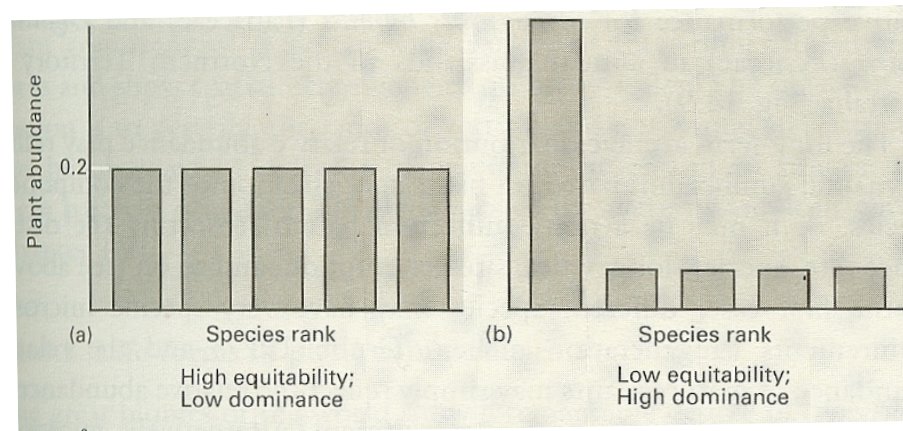 Plant abundance
0.2
(a)
Species rank
High equitability;
Low dominance
(b)
Species rank
Low equitability;
High dominance